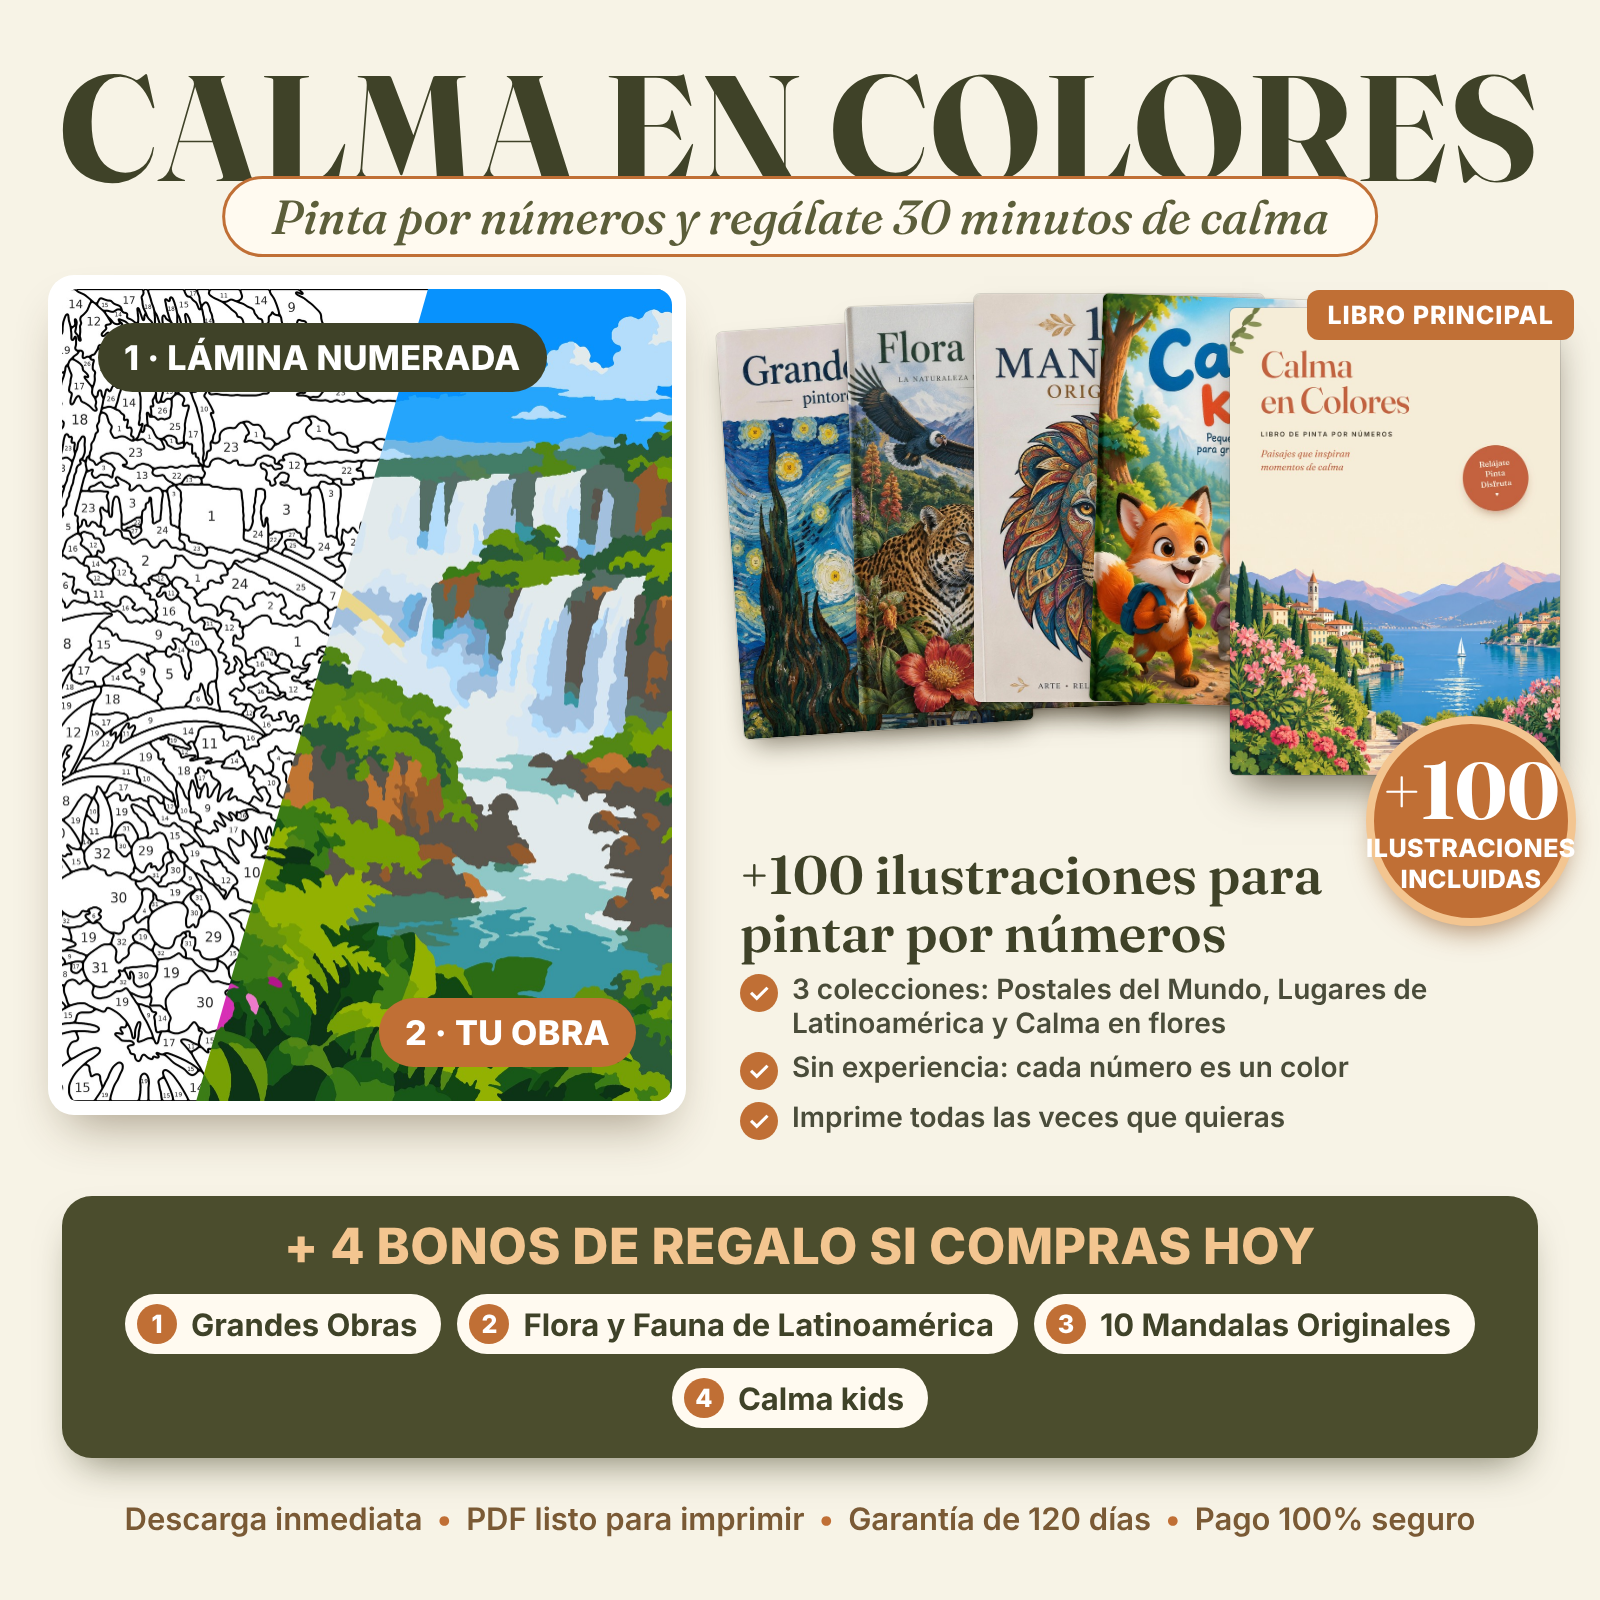 CALMA EN COLORES
Pinta por números y regálate 30 minutos de calma
1 · LÁMINA NUMERADA
2 · TU OBRA
Flora
LA NATURALEZA
MAN
ORIG
ARTE • REL
Ca
LIBRO PRINCIPAL
Calma
en Colores
LIBRO DE PINTA POR NÚMEROS
Paisajes que inspiran
momentos de calma
Relájate
Pinta
Disfruta
+100
ILUSTRACIONES
INCLUIDAS
+100 ilustraciones para
pintar por números
3 colecciones: Postales del Mundo, Lugares de
Latinoamérica y Calma en flores
Sin experiencia: cada número es un color
Imprime todas las veces que quieras
+ 4 BONOS DE REGALO SI COMPRAS HOY
1 Grandes Obras
2 Flora y Fauna de Latinoamérica
3 10 Mandalas Originales
4 Calma kids
Descarga inmediata • PDF listo para imprimir • Garantía de 120 días • Pago 100% seguro